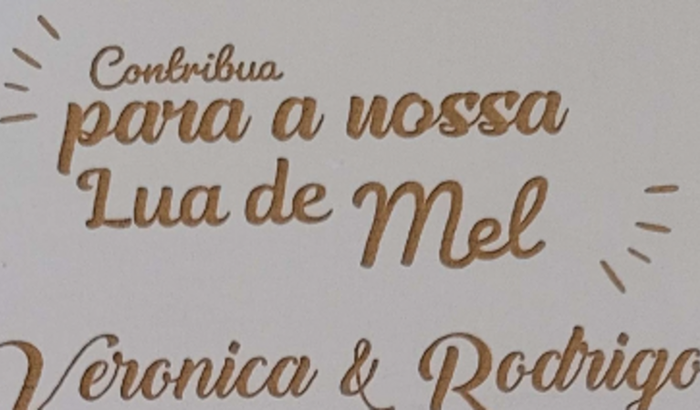 Contribua
para a nossa
Lua de Mel
Veronica & Rodrigo